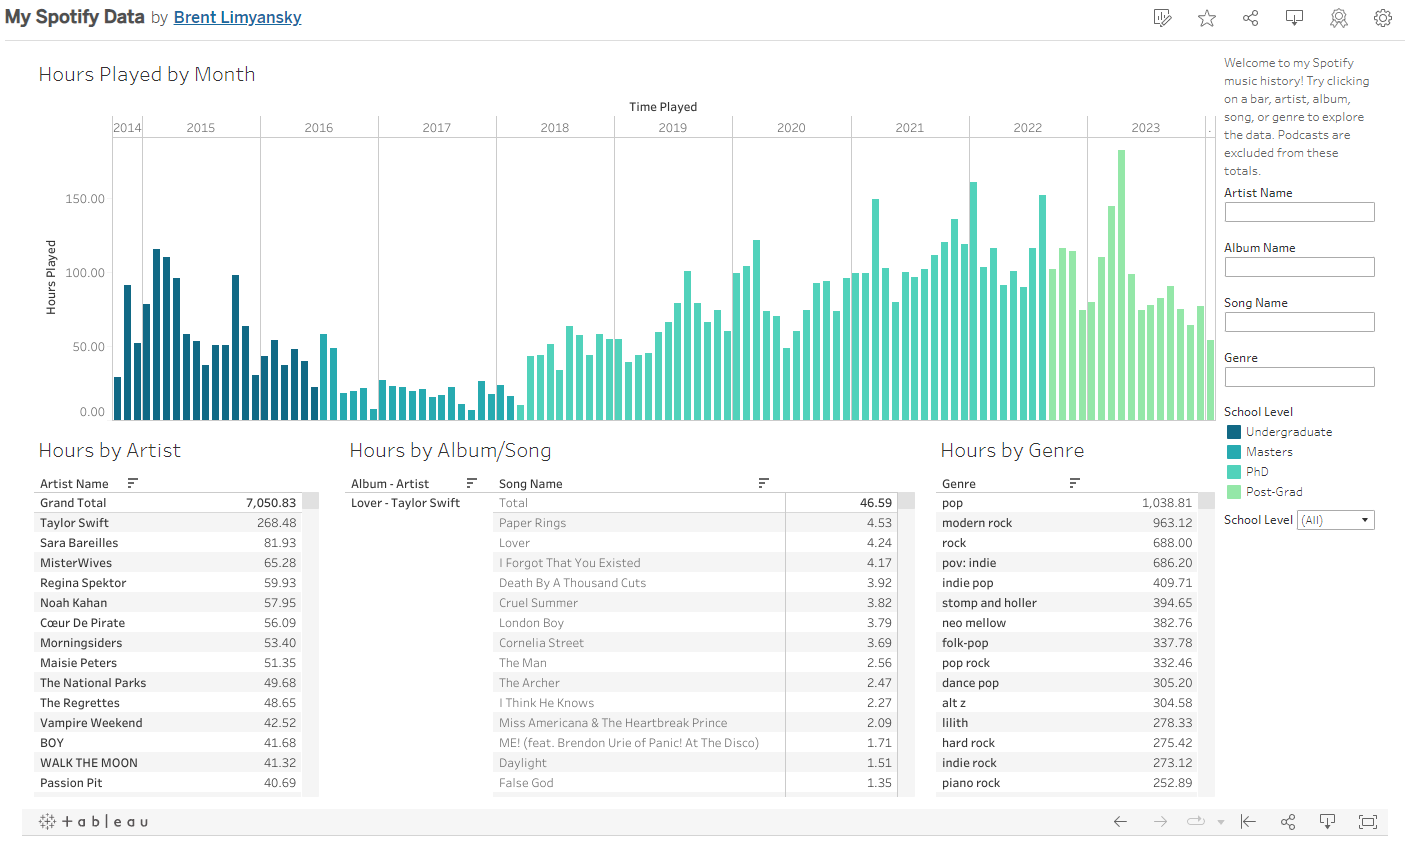 My Spotify Data by Brent Limyansky
Hours Played by Month
Time Played
2014 2015 2016 2017 2018 2019 2020 2021 2022 2023 .
Hours Played
150.00
100.00
50.00
0.00
Welcome to my Spotify
music history! Try clicking
on a bar, artist, album,
song, or genre to explore
the data. Podcasts are
excluded from these
totals.
Artist Name
Album Name
Song Name
Genre
School Level
Undergraduate
Masters
PhD
Post-Grad
School Level (All)
Hours by Artist
Artist Name
Grand Total 7,050.83
Taylor Swift 268.48
Sara Bareilles 81.93
MisterWives 65.28
Regina Spektor 59.93
Noah Kahan 57.95
Cœur De Pirate 56.09
Morningsiders 53.40
Maisie Peters 51.35
The National Parks 49.68
The Regrettes 48.65
Vampire Weekend 42.52
BOY 41.68
WALK THE MOON 41.32
Passion Pit 40.69
Hours by Album/Song
Album - Artist Song Name
Lover - Taylor Swift Total 46.59
Paper Rings 4.53
Lover 4.24
I Forgot That You Existed 4.17
Death By A Thousand Cuts 3.92
Cruel Summer 3.82
London Boy 3.79
Cornelia Street 3.69
The Man 2.56
The Archer 2.47
I Think He Knows 2.27
Miss Americana & The Heartbreak Prince 2.09
ME! (feat. Brendon Urie of Panic! At The Disco) 1.71
Daylight 1.51
False God 1.35
Hours by Genre
Genre
pop 1,038.81
modern rock 963.12
rock 688.00
pov: indie 686.20
indie pop 409.71
stomp and holler 394.65
neo mellow 382.76
folk-pop 337.78
pop rock 332.46
dance pop 305.20
alt z 304.58
lilith 278.33
hard rock 275.42
indie rock 273.12
piano rock 252.89
+ a b l e a u